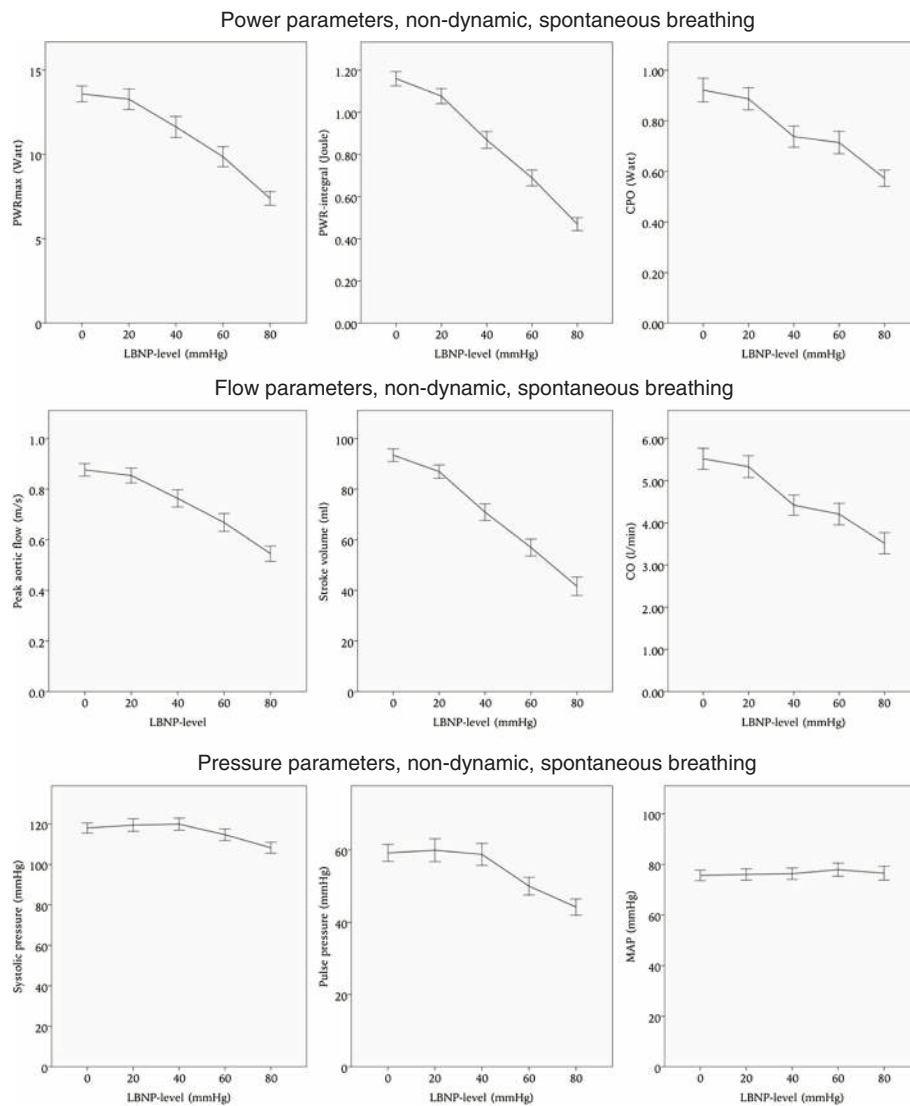 Power parameters, non-dynamic, spontaneous breathing
PWRmax (Watt)
15
10
5
0
0 20 40 60 80
LBNP-level (mmHg)
PWR-integral (Joule)
1.20
1.00
0.80
0.60
0.40
0.20
0.00
0 20 40 60 80
LBNP-level (mmHg)
CPO (Watt)
1.00
0.80
0.60
0.40
0.20
0.00
0 20 40 60 80
LBNP-level (mmHg)
Flow parameters, non-dynamic, spontaneous breathing
Peak aortic flow (m/s)
1.0
0.8
0.6
0.4
0.2
0.0
0 20 40 60 80
LBNP-level
Stroke volume (ml)
100
80
60
40
20
0
0 20 40 60 80
LBNP-level (mmHg)
CO (l/min)
6.00
5.00
4.00
3.00
2.00
1.00
0.00
0 20 40 60 80
LBNP-level (mmHg)
Pressure parameters, non-dynamic, spontaneous breathing
Systolic pressure (mmHg)
120
100
80
60
40
20
0
0 20 40 60 80
LBNP-level (mmHg)
Pulse pressure (mmHg)
60
40
20
0
0 20 40 60 80
LBNP-level (mmHg)
MAP (mmHg)
100
80
60
40
20
0
0 20 40 60 80
LBNP-level (mmHg)